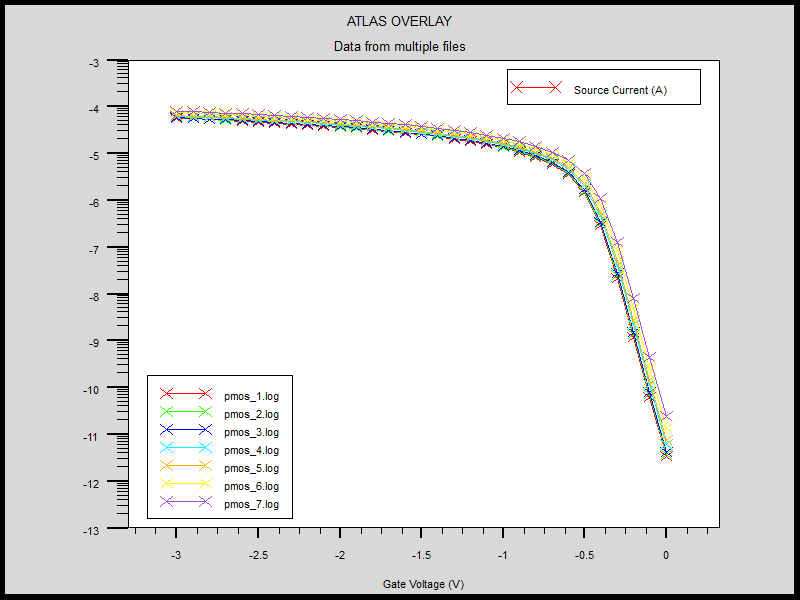 ATLAS OVERLAY
Data from multiple files
Source Current (A)
-3
-4
-5
-6
-7
-8
-9
-10
-11
-12
-13
pmos_1.log
pmos_2.log
pmos_3.log
pmos_4.log
pmos_5.log
pmos_6.log
pmos_7.log
-3 -2.5 -2 -1.5 -1 -0.5 0
Gate Voltage (V)